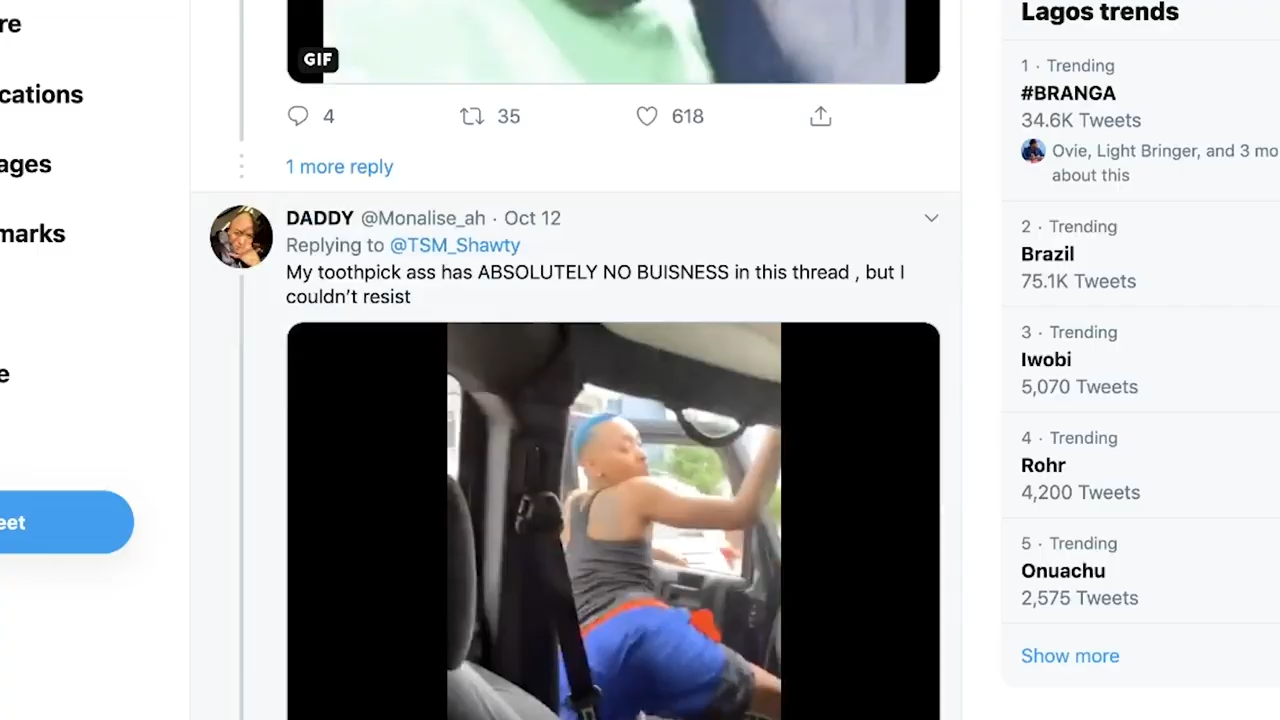 re
cations
ages
marks
e
eet
GIF
4 35 618
1 more reply
DADDY @Monalise_ah · Oct 12
Replying to @TSM_Shawty
My toothpick ass has ABSOLUTELY NO BUISNESS in this thread , but I
couldn’t resist
Lagos trends
1 · Trending
#BRANGA
34.6K Tweets
Ovie, Light Bringer, and 3 mo
about this
2 · Trending
Brazil
75.1K Tweets
3 · Trending
Iwobi
5,070 Tweets
4 · Trending
Rohr
4,200 Tweets
5 · Trending
Onuachu
2,575 Tweets
Show more